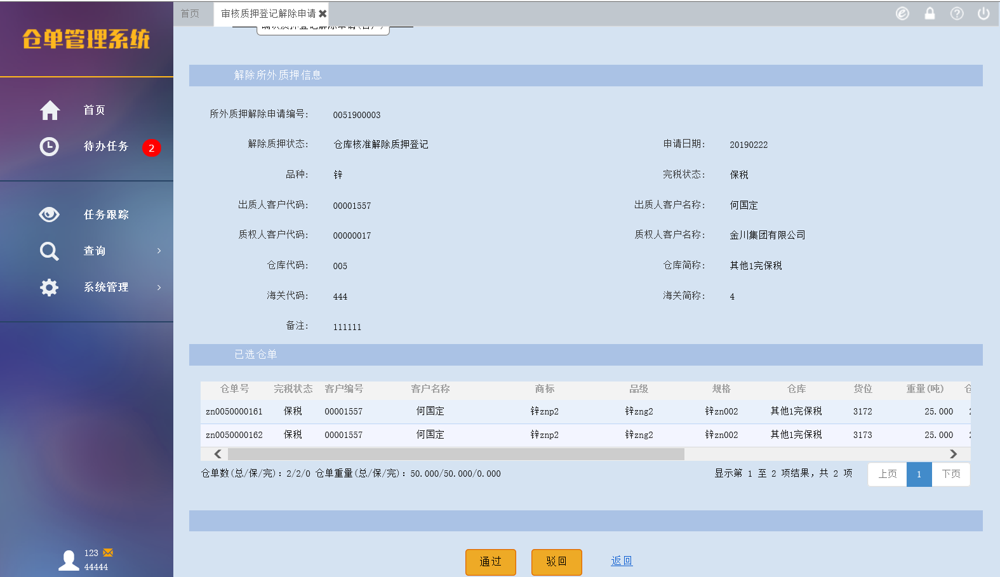 首页 审核质押登记解除申请
仓单管理系统
解除所外质押信息
首页
所外质押解除申请编号: 0051900003
待办任务 2
解除质押状态: 仓库核准解除质押登记 申请日期: 20190222
品种: 锌 完税状态: 保税
出质人客户代码: 00001557 出质人客户名称: 何国定
任务跟踪
质权人客户代码: 00000017 质权人客户名称: 金川集团有限公司
查询
仓库代码: 005 仓库简称: 其他1完保税
系统管理
海关代码: 444 海关简称: 4
备注: 111111
已选仓单
仓单号 完税状态 客户编号 客户名称 商标 品级 规格 仓库 货位 重量(吨)
zn0050000161 保税 00001557 何国定 锌znp2 锌zng2 锌zn002 其他1完保税 3172 25.000
zn0050000162 保税 00001557 何国定 锌znp2 锌zng2 锌zn002 其他1完保税 3173 25.000
仓单数(总/保/完): 2/2/0 仓单重量(总/保/完): 50.000/50.000/0.000 显示第 1 至 2 项结果，共 2 项 上页 1 下页
123
44444
通过 驳回 返回